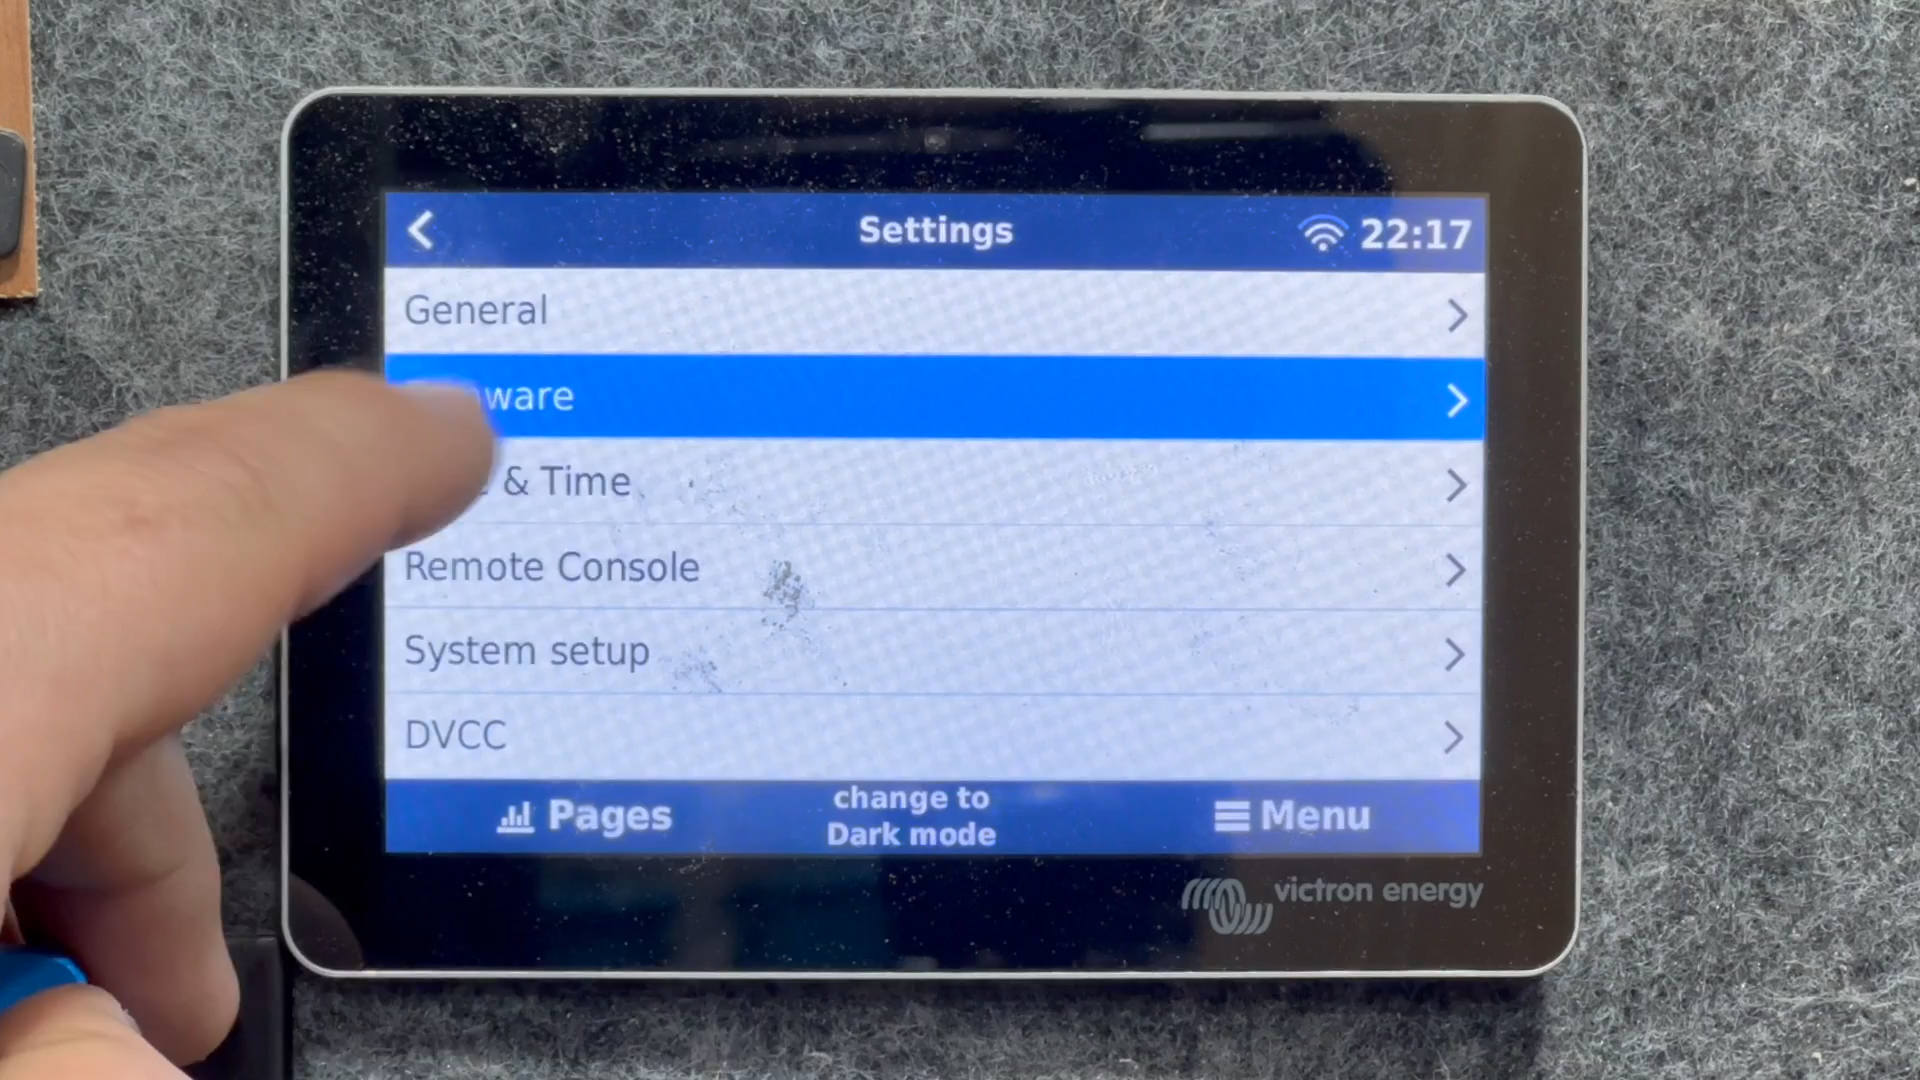 Settings
22:17
General
ware
& Time
Remote Console
System setup
DVCC
Pages
change to
Dark mode
Menu
victron energy